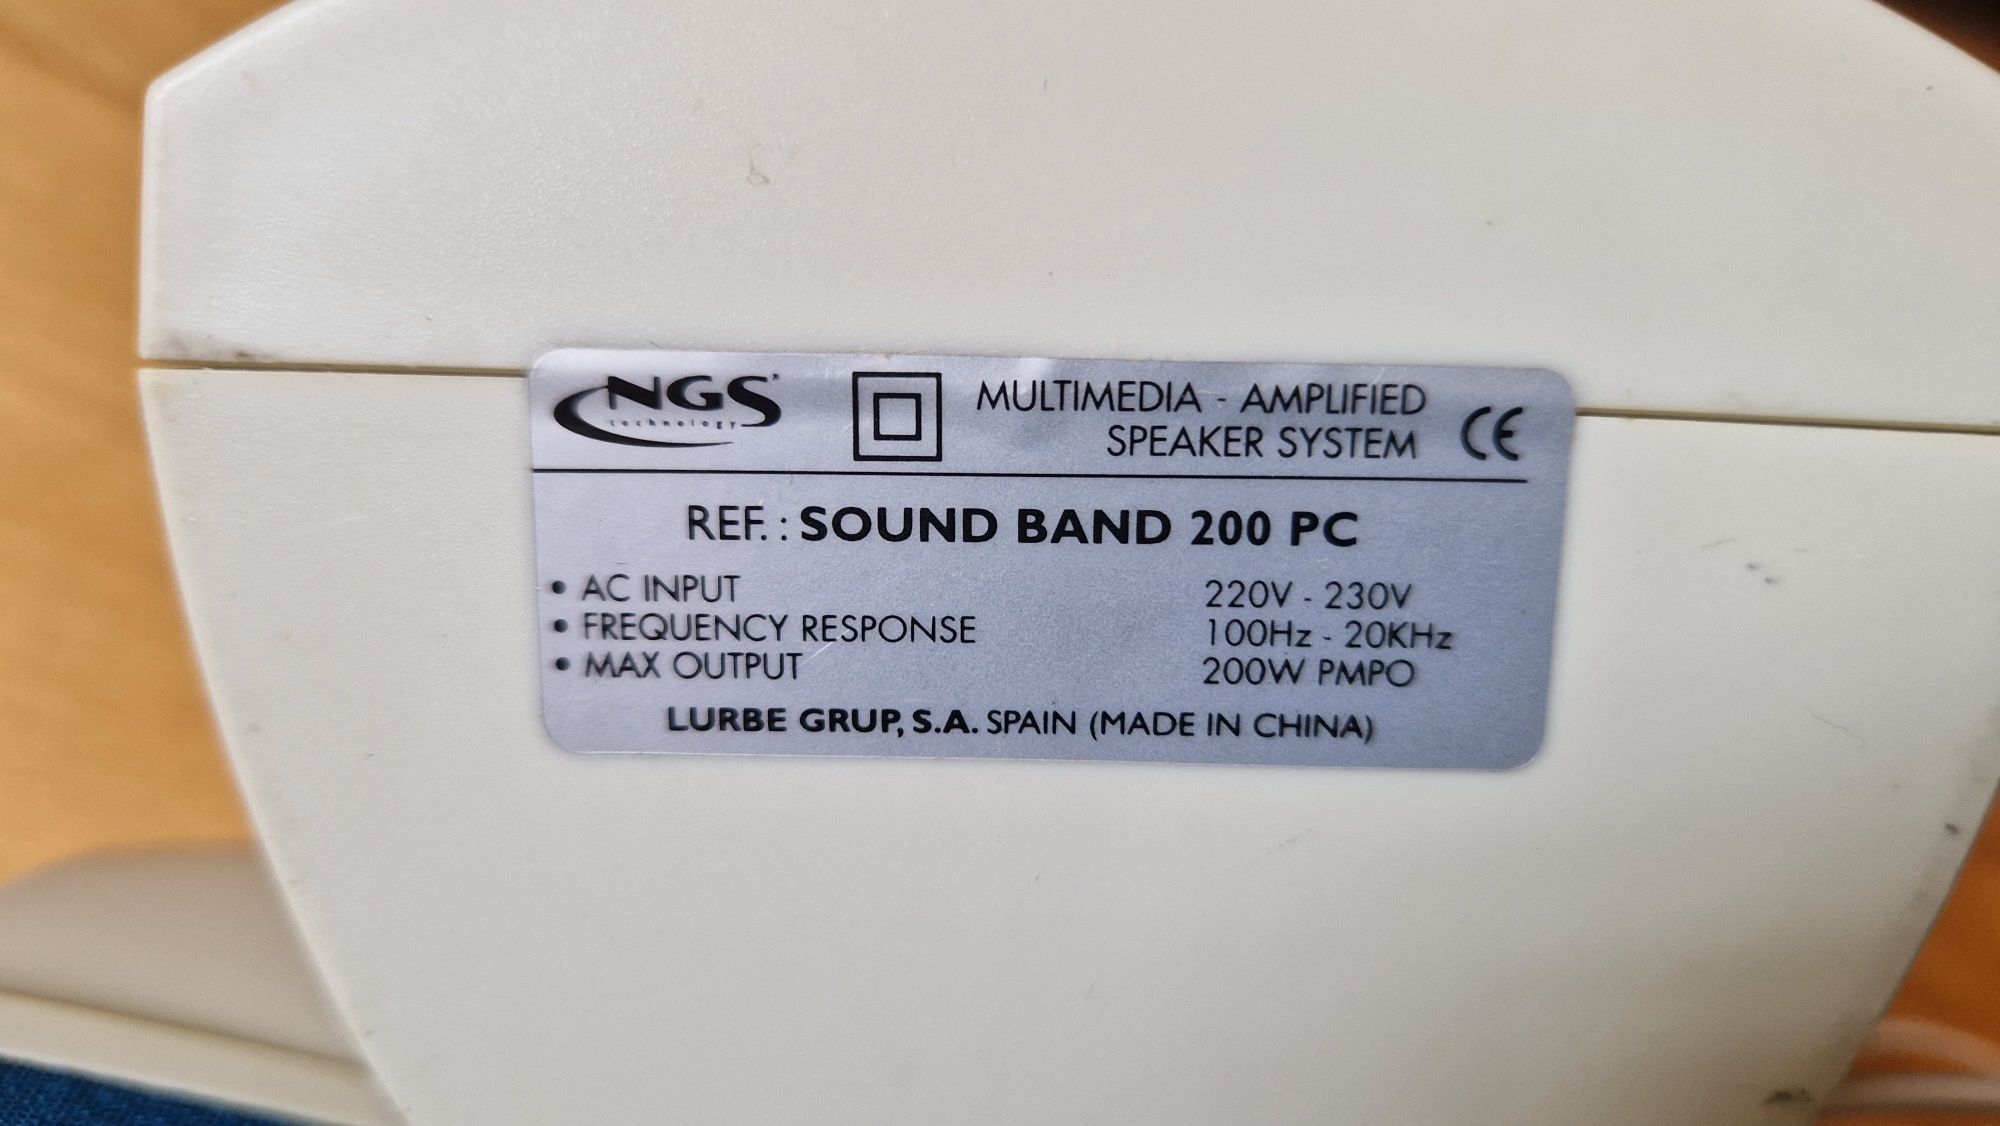 NGS
technology
MULTIMEDIA - AMPLIFIED
SPEAKER SYSTEM
CE
REF. : SOUND BAND 200 PC
• AC INPUT 220V - 230V
• FREQUENCY RESPONSE 100Hz - 20KHz
• MAX OUTPUT 200W PMPO
LURBE GRUP, S.A. SPAIN (MADE IN CHINA)